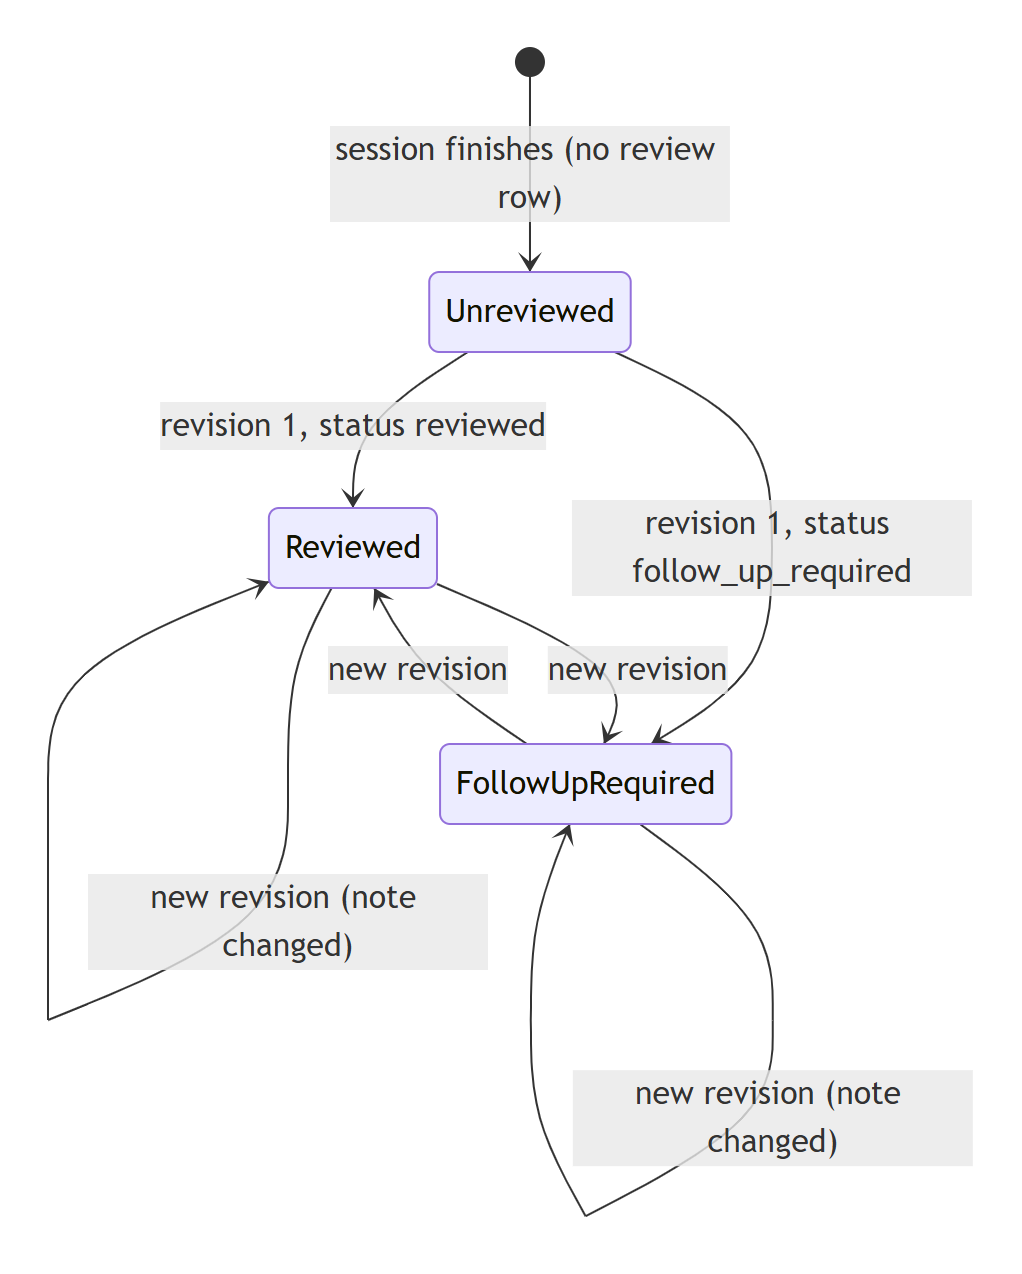 session finishes (no review
row)
Unreviewed
revision 1, status reviewed
revision 1, status
follow_up_required
Reviewed
new revision
new revision
FollowUpRequired
new revision (note
changed)
new revision (note
changed)